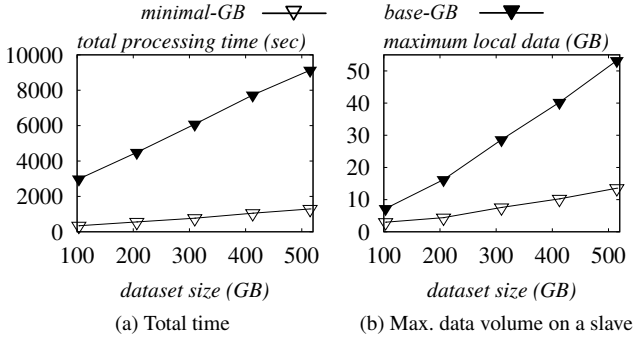 minimal-GB base-GB
total processing time (sec)
10000
8000
6000
4000
2000
0
100 200 300 400 500
dataset size (GB)
(a) Total time
maximum local data (GB)
50
40
30
20
10
0
100 200 300 400 500
dataset size (GB)
(b) Max. data volume on a slave